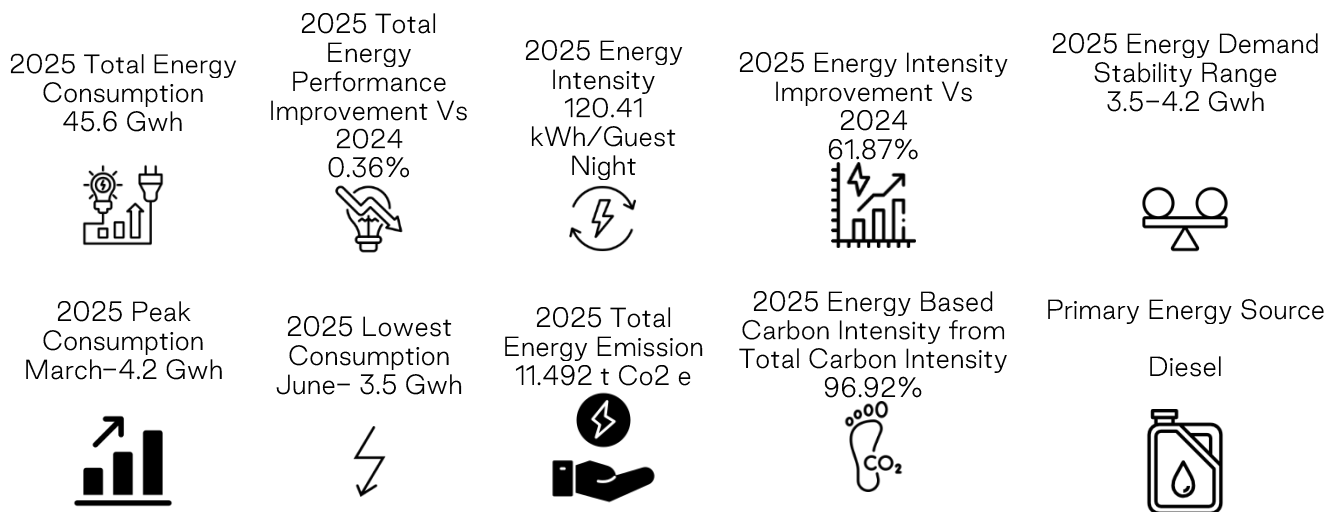 2025 Total Energy
Consumption
45.6 Gwh
2025 Total
Energy
Performance
Improvement Vs
2024
0.36%
2025 Energy
Intensity
120.41
kWh/Guest
Night
2025 Energy Intensity
Improvement Vs
2024
61.87%
2025 Energy Demand
Stability Range
3.5–4.2 Gwh
2025 Peak
Consumption
March–4.2 Gwh
2025 Lowest
Consumption
June– 3.5 Gwh
2025 Total
Energy Emission
11.492 t Co2 e
2025 Energy Based
Carbon Intensity from
Total Carbon Intensity
96.92%
CO2
Primary Energy Source
Diesel